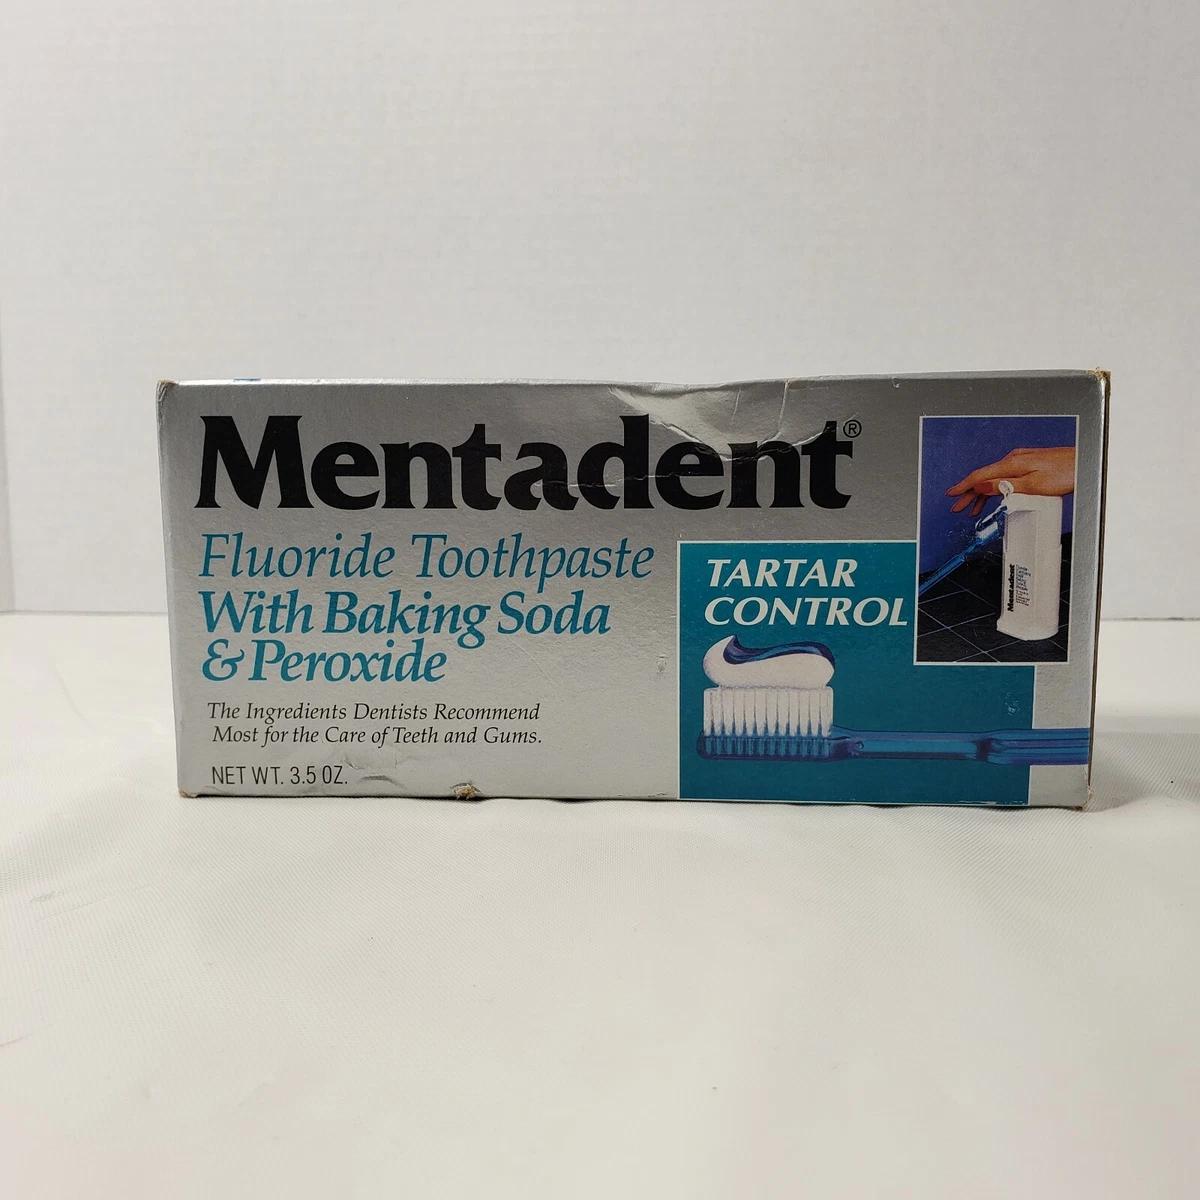 Mentadent®
Fluoride Toothpaste
With Baking Soda
& Peroxide
The Ingredients Dentists Recommend
Most for the Care of Teeth and Gums.
NET WT. 3.5 OZ.
TARTAR
CONTROL
Mentadent